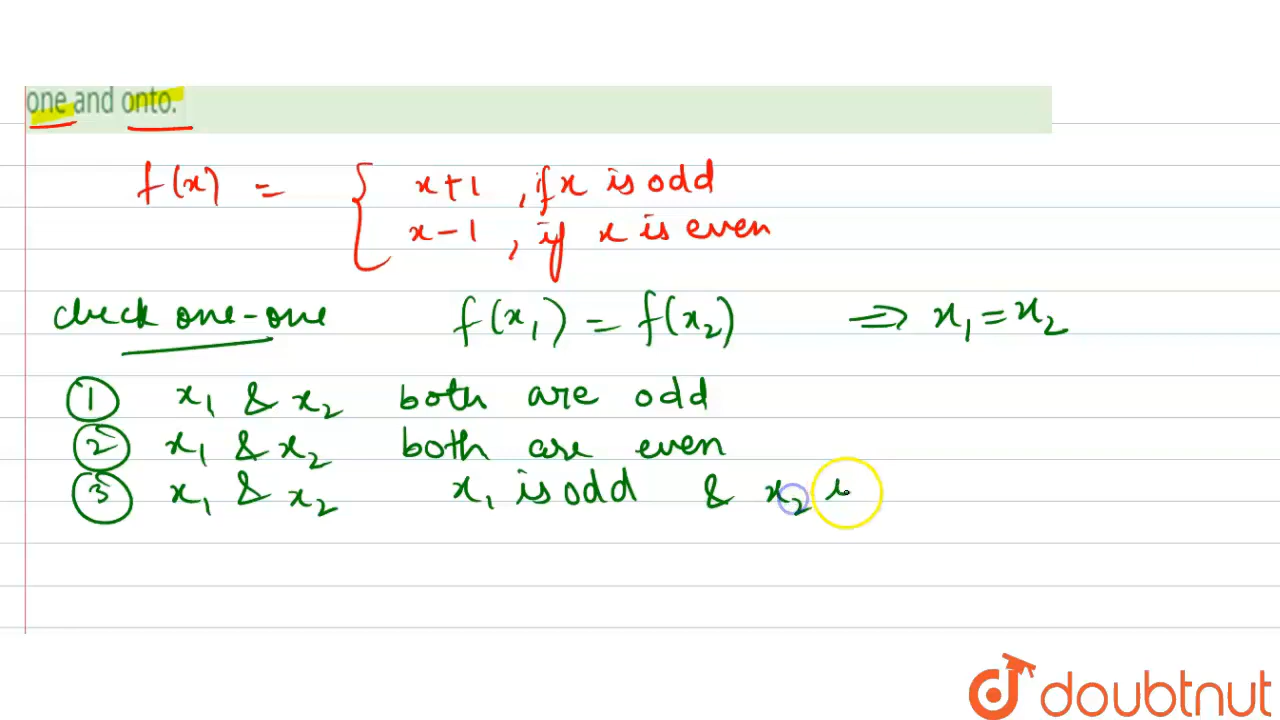 one and onto.
f(x) = { x+1 , if x is odd
x-1 , if x is even
check one-one f(x₁) = f(x₂) ⇒ x₁ = x₂
① x₁ & x₂ both are odd
② x₁ & x₂ both are even
③ x₁ & x₂ x₁ is odd & x₂
doubtnut